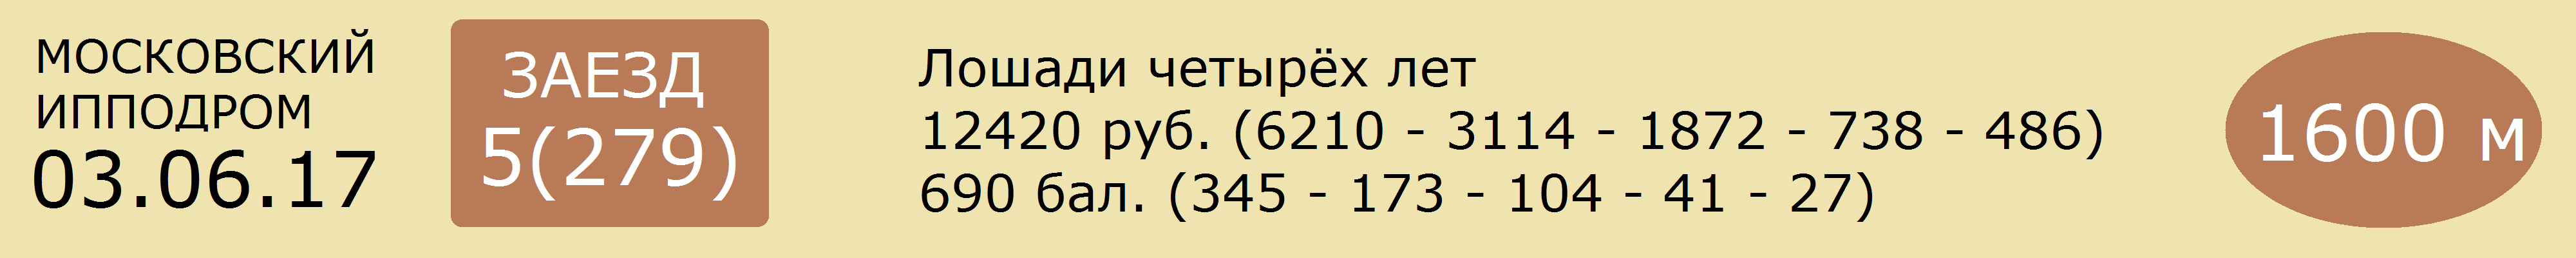 МОСКОВСКИЙ
ИППОДРОМ
03.06.17
ЗАЕЗД
5(279)
Лошади четырёх лет
12420 руб. (6210 - 3114 - 1872 - 738 - 486)
690 бал. (345 - 173 - 104 - 41 - 27)
1600 м